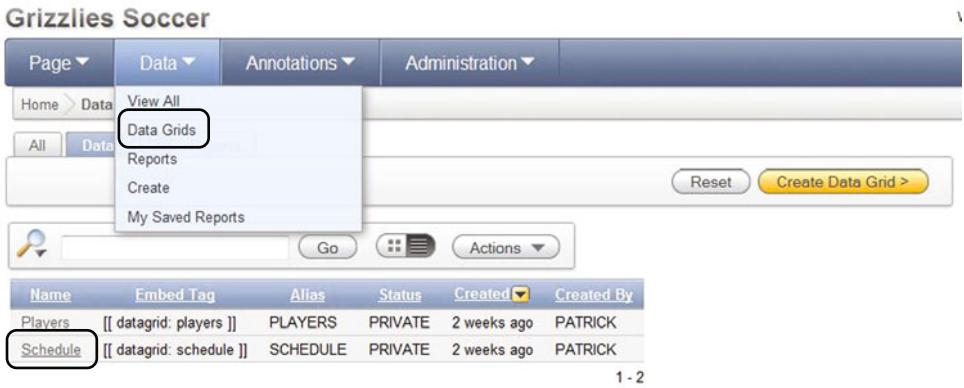 Grizzlies Soccer
Page Data Annotations Administration
Home Data
View All
Data Grids
All Data
Reports
Create
My Saved Reports
Reset Create Data Grid >
Go Actions
Name Embed Tag Alias Status Created Created By
Players [[ datagrid: players ]] PLAYERS PRIVATE 2 weeks ago PATRICK
Schedule [[ datagrid: schedule ]] SCHEDULE PRIVATE 2 weeks ago PATRICK
1 - 2